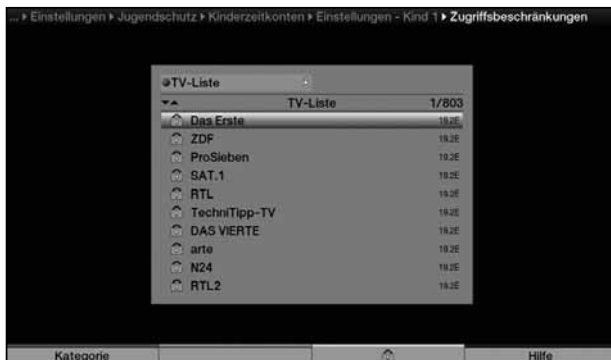 ... Einstellungen Jugendschutz Kinderzeitkonten Einstellungen - Kind 1 Zugriffsbeschränkungen
TV-Liste
TV-Liste 1/803
Das Erste 19.2E
ZDF 19.2E
ProSieben 19.2E
SAT.1 19.2E
RTL 19.2E
TechniTipp-TV 19.2E
DAS VIERTE 19.2E
arte 19.2E
N24 19.2E
RTL2 19.2E
Kategorie Hilfe